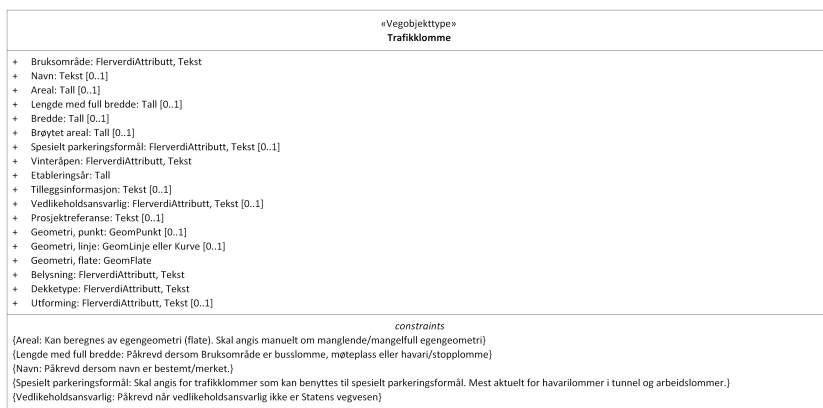 «Vegobjekttype»
Trafikklomme
+ Bruksområde: FlerverdiAttributt, Tekst
+ Navn: Tekst [0..1]
+ Areal: Tall [0..1]
+ Lengde med full bredde: Tall [0..1]
+ Bredde: Tall [0..1]
+ Brøytet areal: Tall [0..1]
+ Spesielt parkeringsformål: FlerverdiAttributt, Tekst [0..1]
+ Vinteråpen: FlerverdiAttributt, Tekst
+ Etableringsår: Tall
+ Tilleggsinformasjon: Tekst [0..1]
+ Vedlikeholdsansvarlig: FlerverdiAttributt, Tekst [0..1]
+ Prosjektreferanse: Tekst [0..1]
+ Geometri, punkt: GeomPunkt [0..1]
+ Geometri, linje: GeomLinje eller Kurve [0..1]
+ Geometri, flate: GeomFlate
+ Belysning: FlerverdiAttributt, Tekst
+ Dekketype: FlerverdiAttributt, Tekst
+ Utforming: FlerverdiAttributt, Tekst [0..1]
constraints
{Areal: Kan beregnes av egengeometri (flate). Skal angis manuelt om manglende/mangelfull egengeometri}
{Lengde med full bredde: Påkrevd dersom Bruksområde er busslomme, møteplass eller havari/stopplomme}
{Navn: Påkrevd dersom navn er bestemt/merket.}
{Spesielt parkeringsformål: Skal angis for trafikklommer som kan benyttes til spesielt parkeringsformål. Mest aktuelt for havarilommer i tunnel og arbeidslommer.}
{Vedlikeholdsansvarlig: Påkrevd når vedlikeholdsansvarlig ikke er Statens vegvesen}